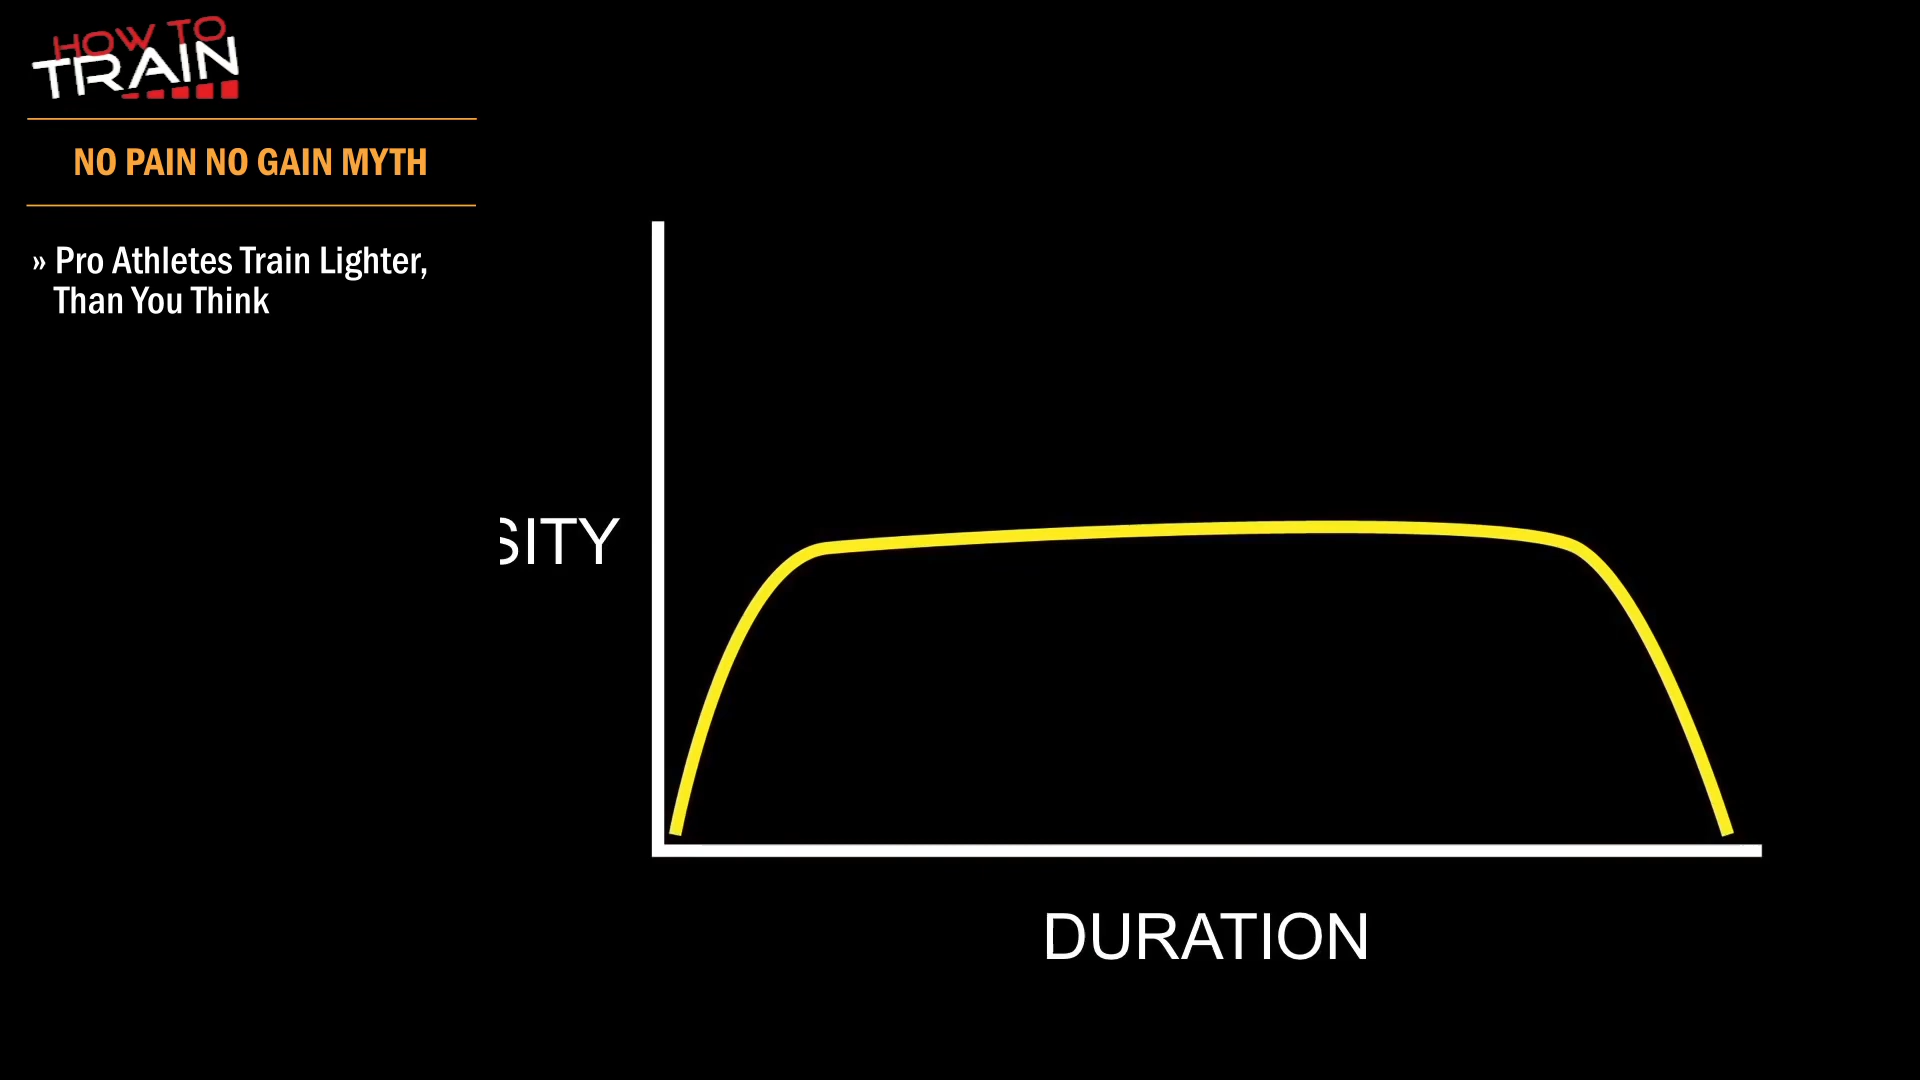 HOW TO
TRAIN
NO PAIN NO GAIN MYTH
» Pro Athletes Train Lighter,
Than You Think
SITY
DURATION